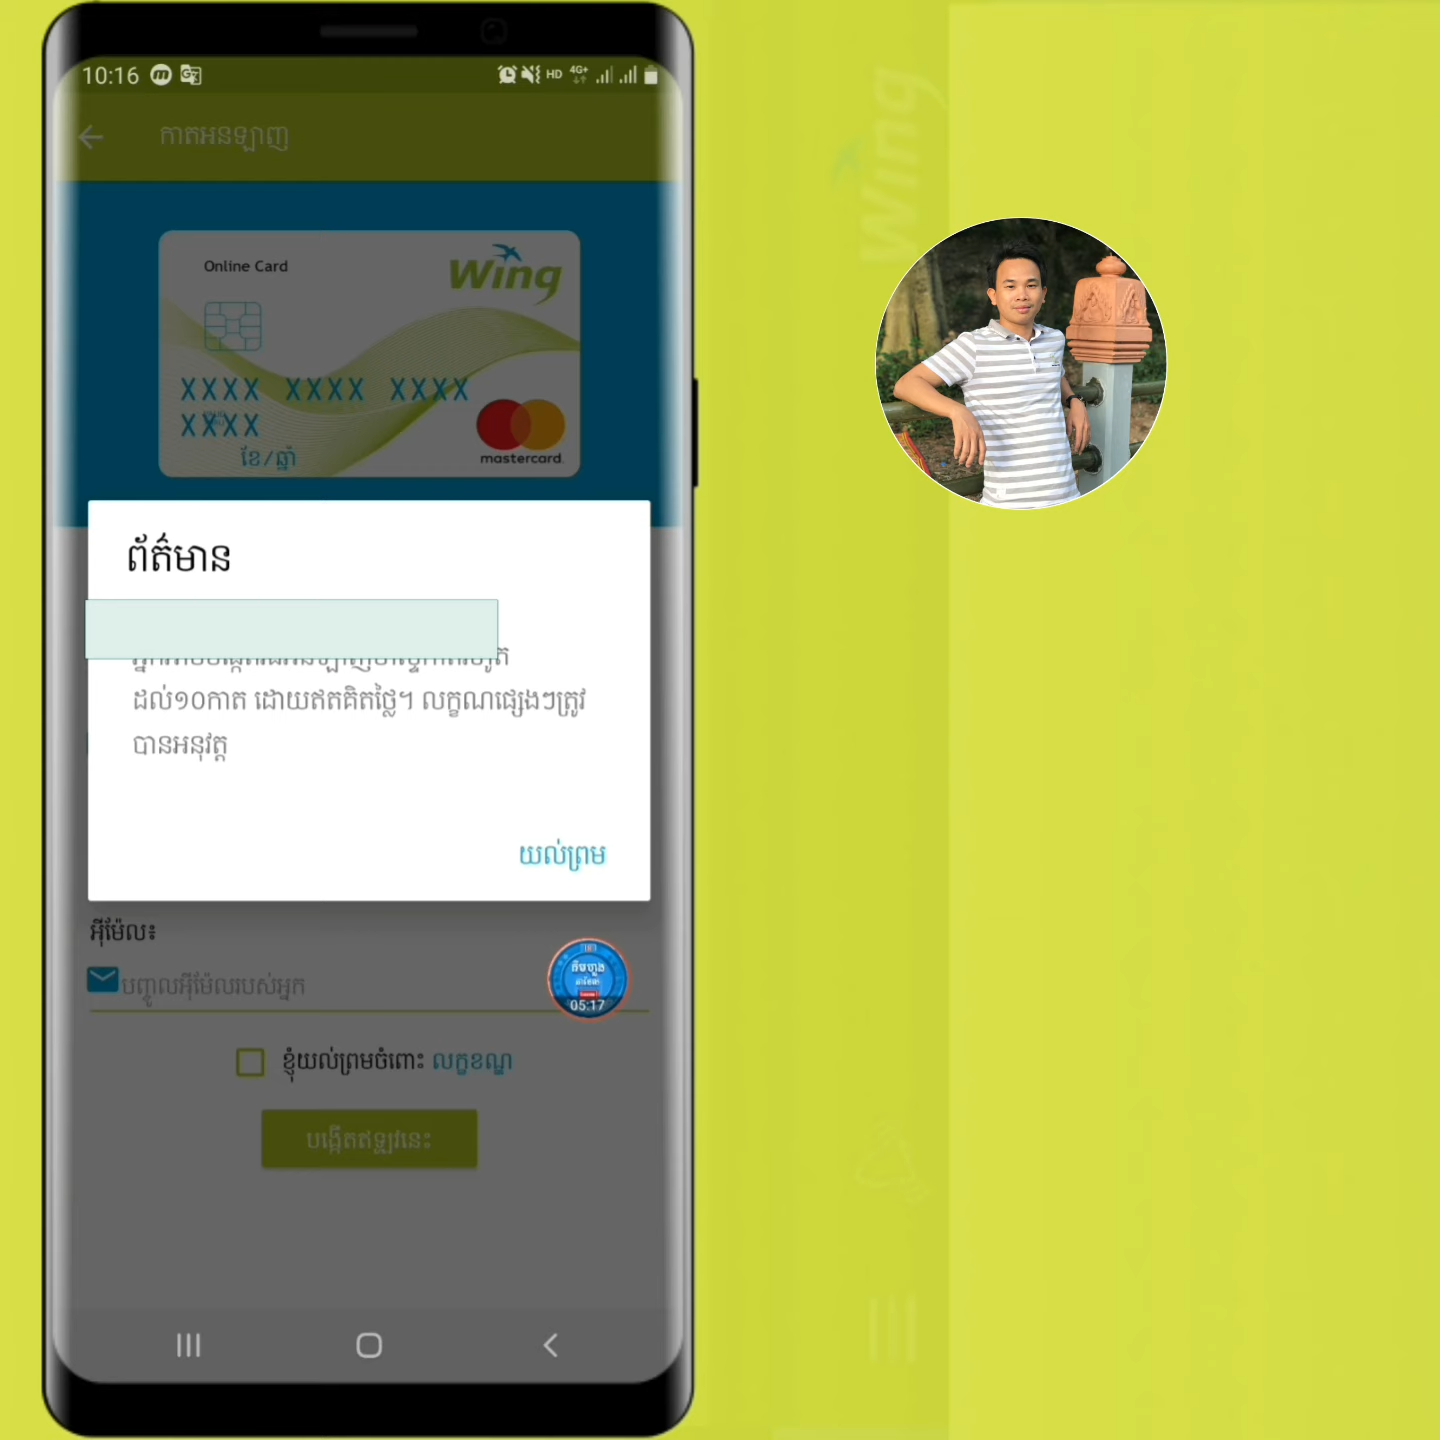 10:16
HD 4G+
កាតអនឡាញ
Online Card
Wing
XXXX XXXX XXXX
XXXX
ខែ/ឆ្នាំ
mastercard.
ព័ត៌មាន
ដល់១០កាត ដោយឥតគិតថ្លៃ។ លក្ខណផ្សេងៗត្រូវ
បានអនុវត្ត
យល់ព្រម
អ៊ីម៉ែល៖
បញ្ចូលអ៊ីម៉ែលរបស់អ្នក
05:17
ខ្ញុំយល់ព្រមចំពោះ លក្ខខណ្ឌ
បង្កើតឥឡូវនេះ
Wing